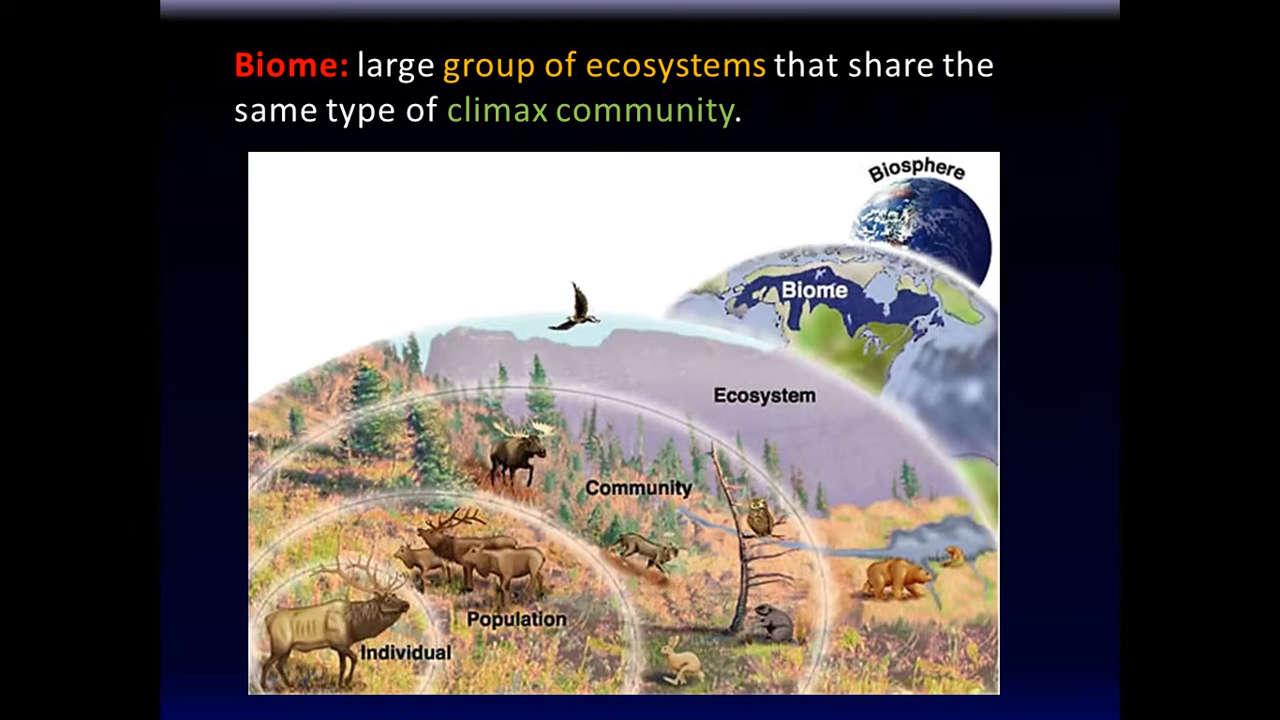 Biome: large group of ecosystems that share the
same type of climax community.
Biosphere
Biome
Ecosystem
Community
Population
Individual